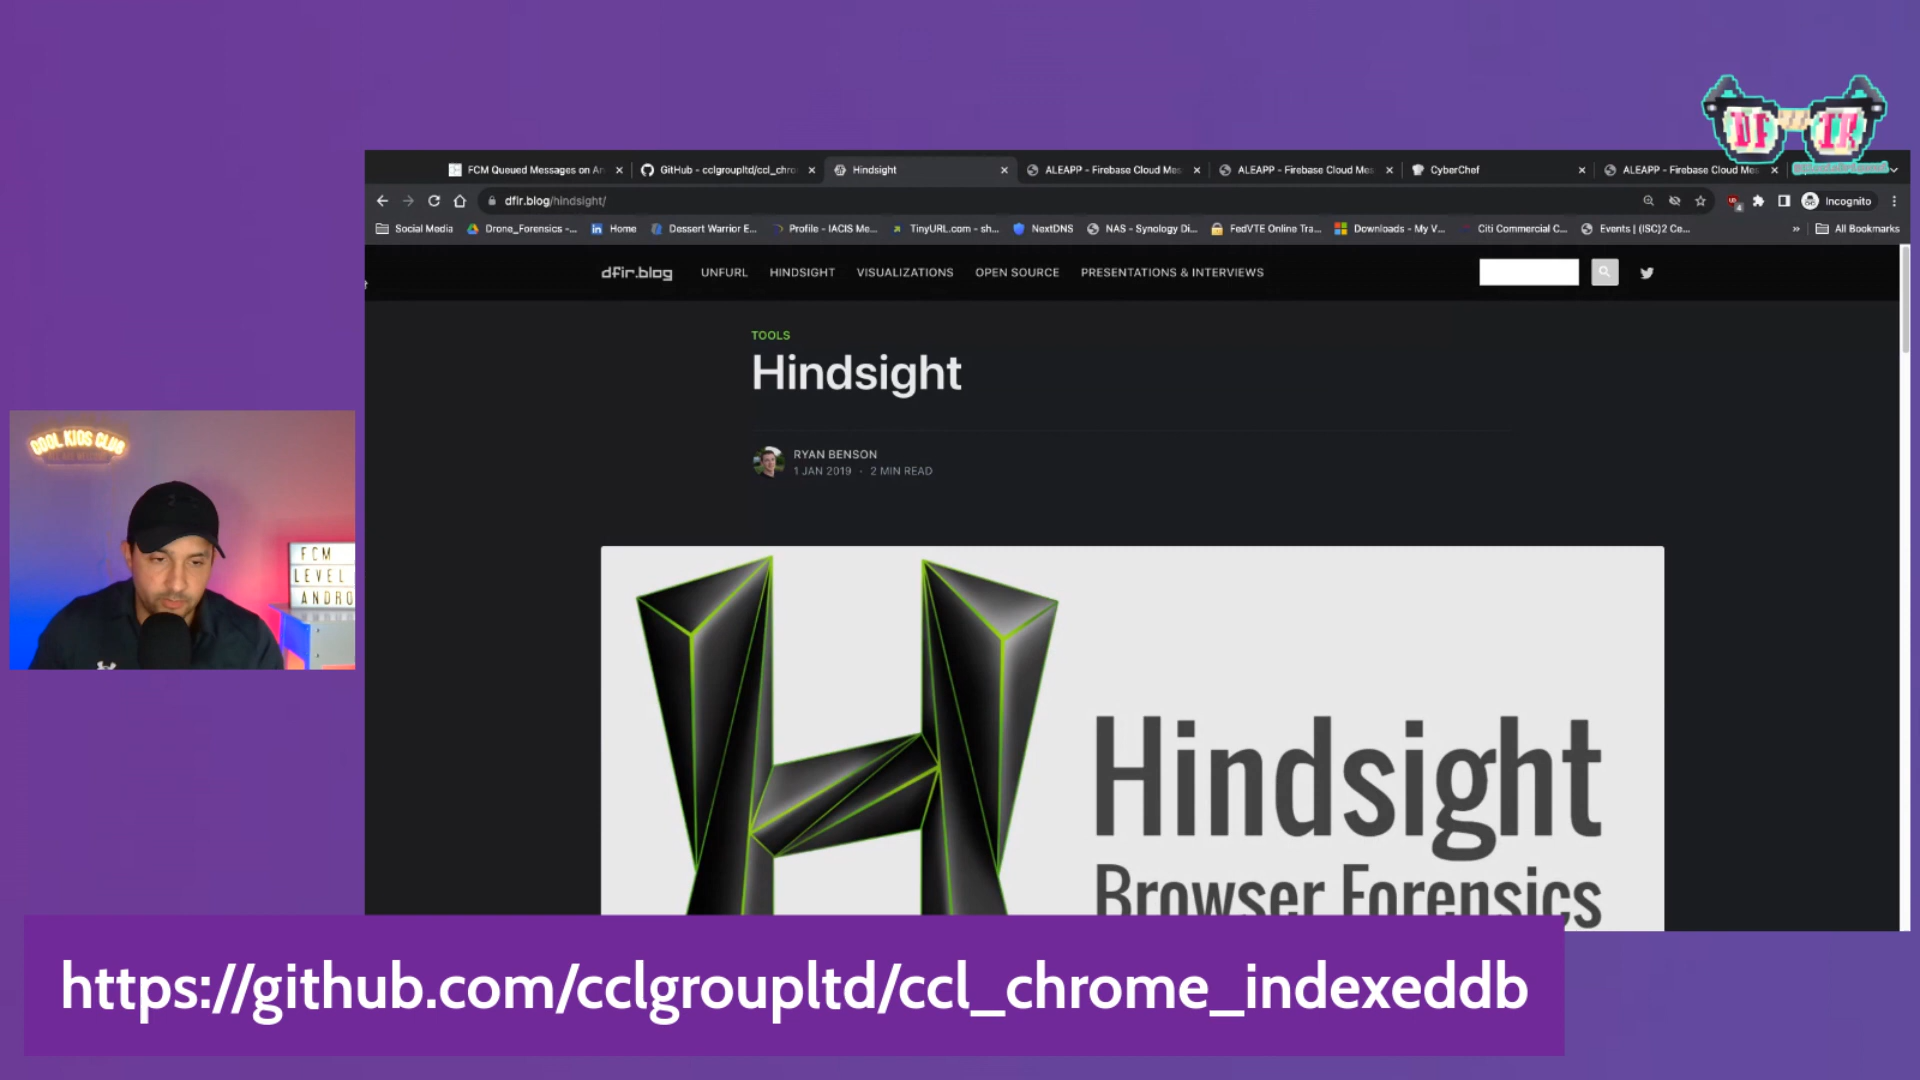 DF IR
FCM Queued Messages on An
GitHub - cclgroupltd/ccl_chro
Hindsight
ALEAPP - Firebase Cloud Mes
ALEAPP - Firebase Cloud Mes
CyberChef
ALEAPP - Firebase Cloud Mes
dfir.blog/hindsight/
Incognito
Social Media
Drone_Forensics -...
Home
Dessert Warrior E...
Profile - IACIS Me...
TinyURL.com - sh...
NextDNS
NAS - Synology Di...
FedVTE Online Tra...
Downloads - My V...
Citi Commercial C...
Events | (ISC)2 Ce...
»
All Bookmarks
dfir.blog
UNFURL
HINDSIGHT
VISUALIZATIONS
OPEN SOURCE
PRESENTATIONS & INTERVIEWS
TOOLS
Hindsight
RYAN BENSON
1 JAN 2019 · 2 MIN READ
COOL KIDS CLUB
FCM
LEVEL
ANDRO
Hindsight
Browser Forensics
https://github.com/cclgroupltd/ccl_chrome_indexeddb